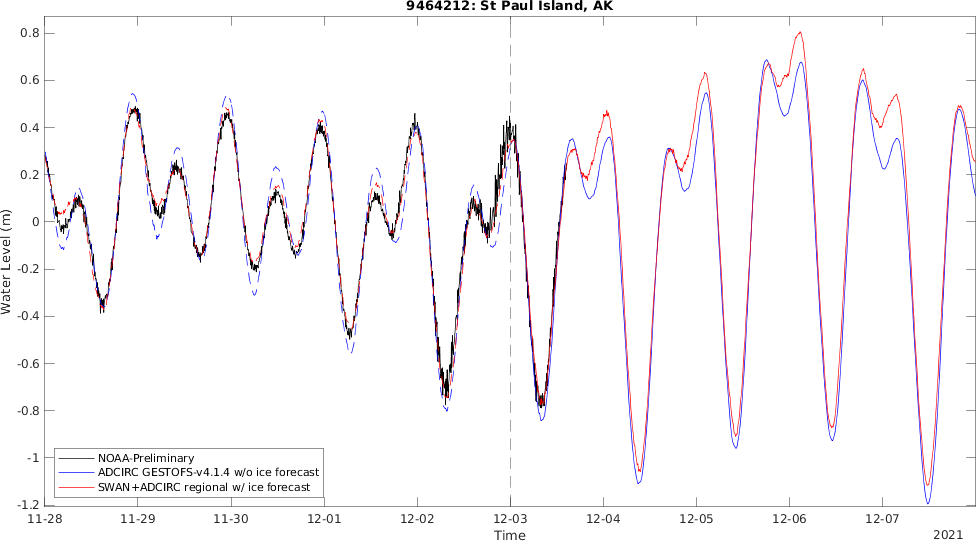 9464212: St Paul Island, AK
0.8
0.6
0.4
0.2
0
-0.2
-0.4
-0.6
-0.8
-1
-1.2
Water Level (m)
NOAA-Preliminary
ADCIRC GESTOFS-v4.1.4 w/o ice forecast
SWAN+ADCIRC regional w/ ice forecast
11-28 11-29 11-30 12-01 12-02 12-03 12-04 12-05 12-06 12-07
Time
2021